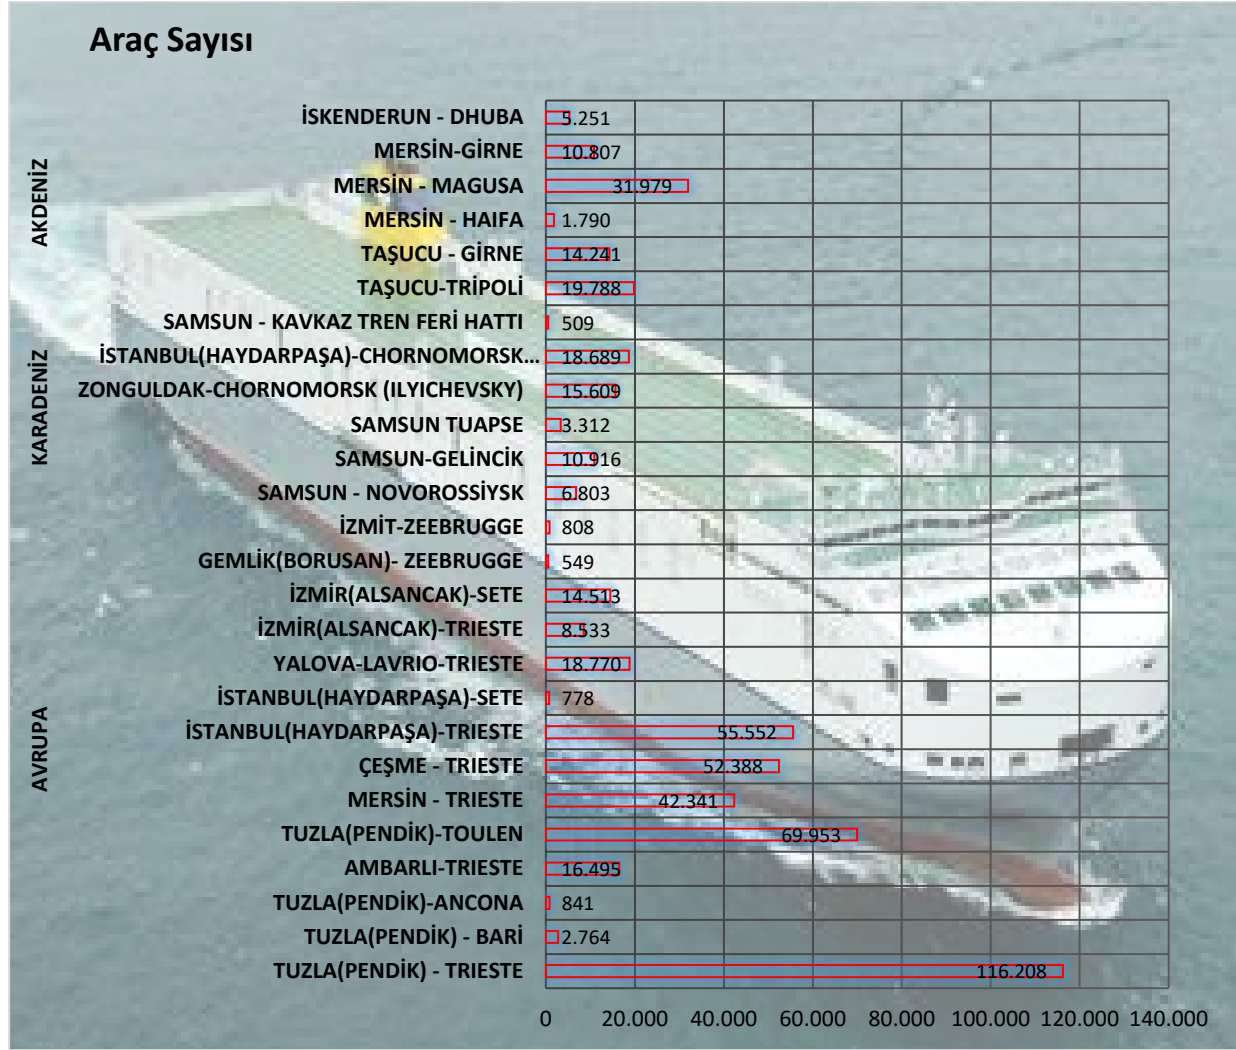 Araç Sayısı
AKDENİZ
İSKENDERUN - DHUBA 5.251
MERSİN-GİRNE 10.807
MERSİN - MAGUSA 31.979
MERSİN - HAIFA 1.790
TAŞUCU - GİRNE 14.241
TAŞUCU-TRİPOLİ 19.788
KARADENİZ
SAMSUN - KAVKAZ TREN FERİ HATTI 509
İSTANBUL(HAYDARPAŞA)-CHORNOMORSK... 18.689
ZONGULDAK-CHORNOMORSK (ILYICHEVSKY) 15.609
SAMSUN TUAPSE 3.312
SAMSUN-GELİNCİK 10.916
SAMSUN - NOVOROSSİYSK 6.803
AVRUPA
İZMİT-ZEEBRUGGE 808
GEMLİK(BORUSAN)- ZEEBRUGGE 549
İZMİR(ALSANCAK)-SETE 14.513
İZMİR(ALSANCAK)-TRIESTE 8.533
YALOVA-LAVRIO-TRIESTE 18.770
İSTANBUL(HAYDARPAŞA)-SETE 778
İSTANBUL(HAYDARPAŞA)-TRIESTE 55.552
ÇEŞME - TRIESTE 52.388
MERSİN - TRIESTE 42.341
TUZLA(PENDİK)-TOULEN 69.953
AMBARLI-TRIESTE 16.495
TUZLA(PENDİK)-ANCONA 841
TUZLA(PENDİK) - BARİ 2.764
TUZLA(PENDİK) - TRIESTE 116.208
0 20.000 40.000 60.000 80.000 100.000 120.000 140.000